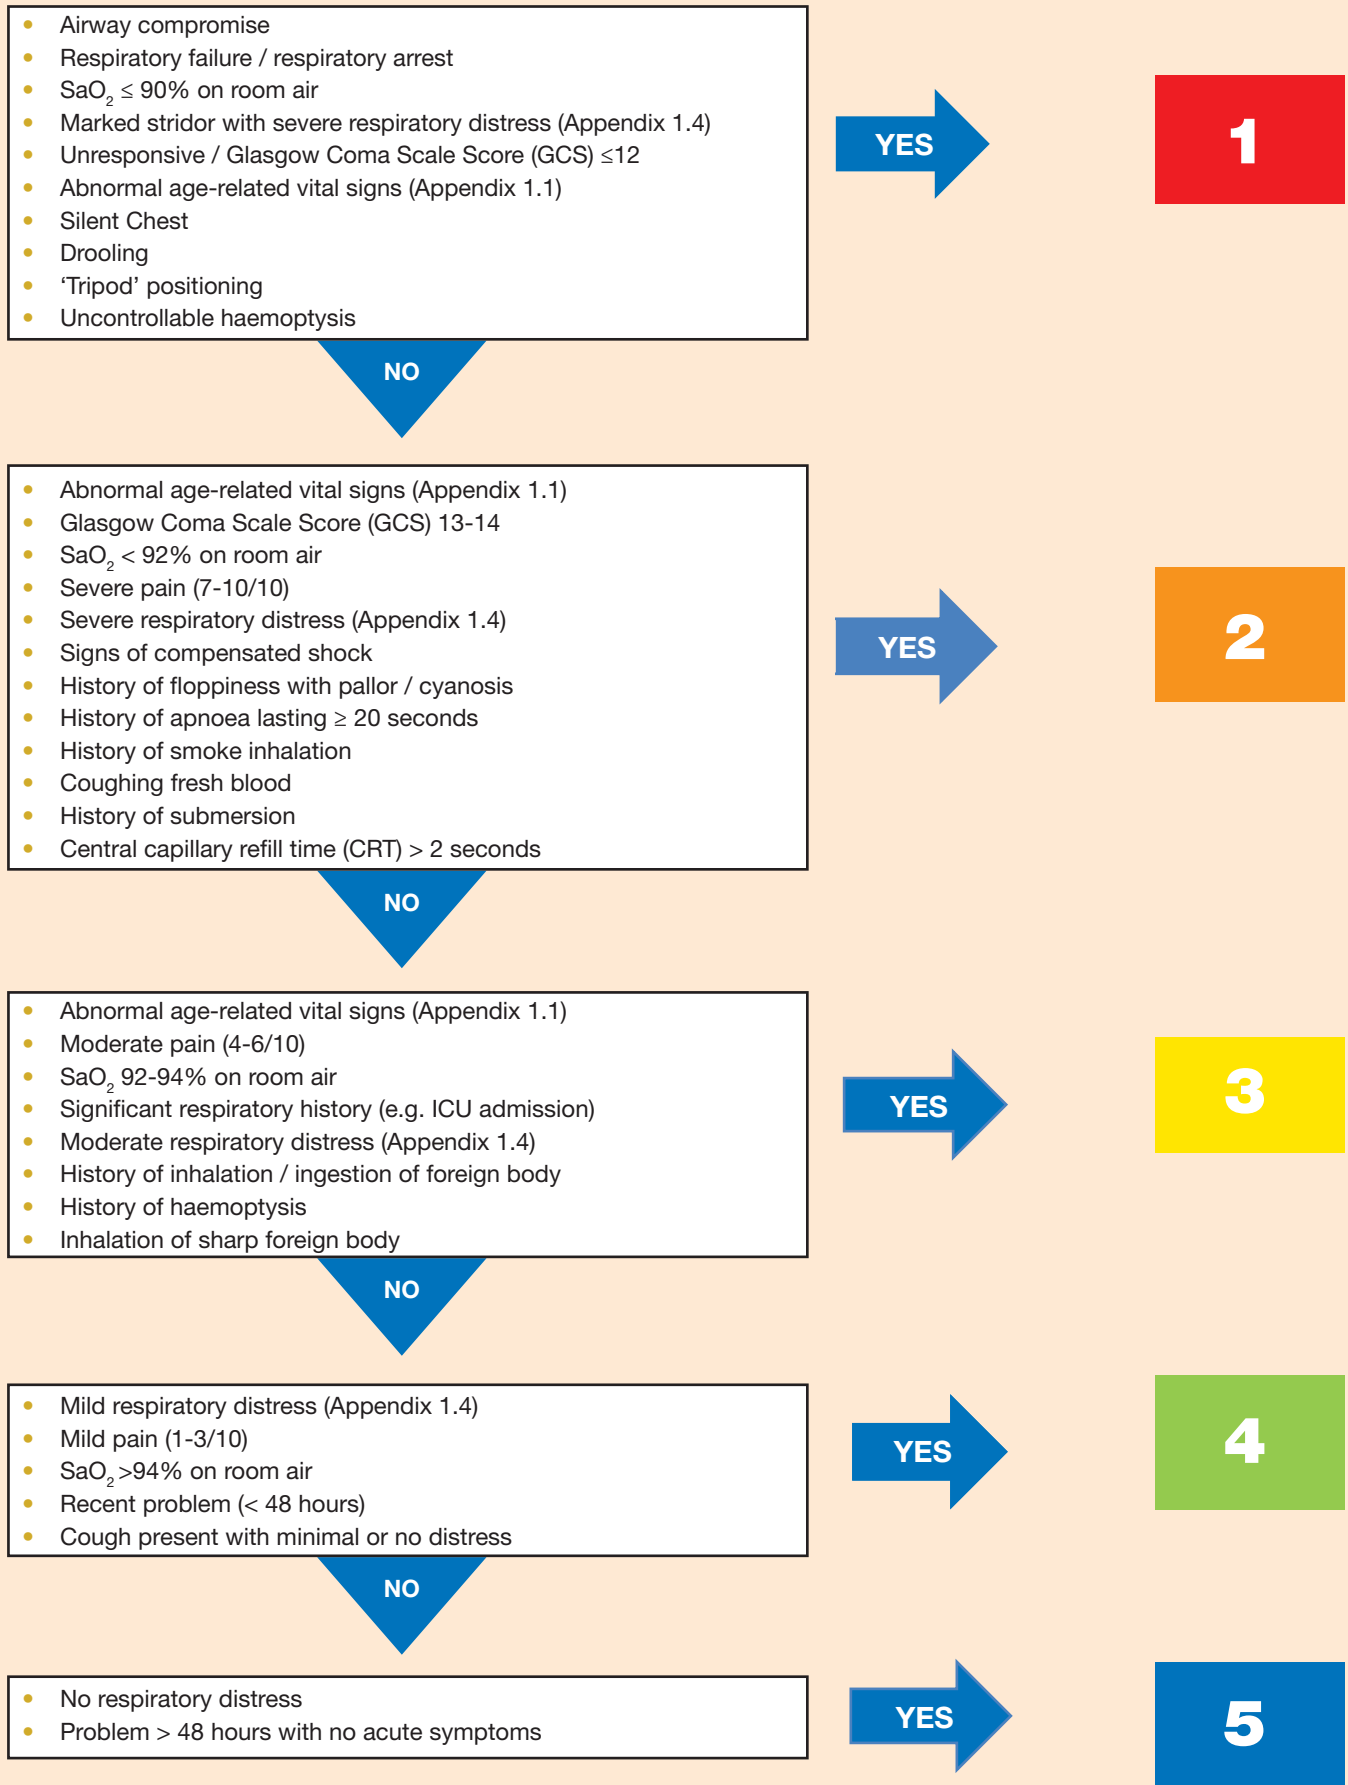 • Airway compromise
• Respiratory failure / respiratory arrest
• SaO₂ ≤ 90% on room air
• Marked stridor with severe respiratory distress (Appendix 1.4)
• Unresponsive / Glasgow Coma Scale Score (GCS) ≤12
• Abnormal age-related vital signs (Appendix 1.1)
• Silent Chest
• Drooling
• ‘Tripod’ positioning
• Uncontrollable haemoptysis
YES
1
NO
• Abnormal age-related vital signs (Appendix 1.1)
• Glasgow Coma Scale Score (GCS) 13-14
• SaO₂ < 92% on room air
• Severe pain (7-10/10)
• Severe respiratory distress (Appendix 1.4)
• Signs of compensated shock
• History of floppiness with pallor / cyanosis
• History of apnoea lasting ≥ 20 seconds
• History of smoke inhalation
• Coughing fresh blood
• History of submersion
• Central capillary refill time (CRT) > 2 seconds
YES
2
NO
• Abnormal age-related vital signs (Appendix 1.1)
• Moderate pain (4-6/10)
• SaO₂ 92-94% on room air
• Significant respiratory history (e.g. ICU admission)
• Moderate respiratory distress (Appendix 1.4)
• History of inhalation / ingestion of foreign body
• History of haemoptysis
• Inhalation of sharp foreign body
YES
3
NO
• Mild respiratory distress (Appendix 1.4)
• Mild pain (1-3/10)
• SaO₂ >94% on room air
• Recent problem (< 48 hours)
• Cough present with minimal or no distress
YES
4
NO
• No respiratory distress
• Problem > 48 hours with no acute symptoms
YES
5